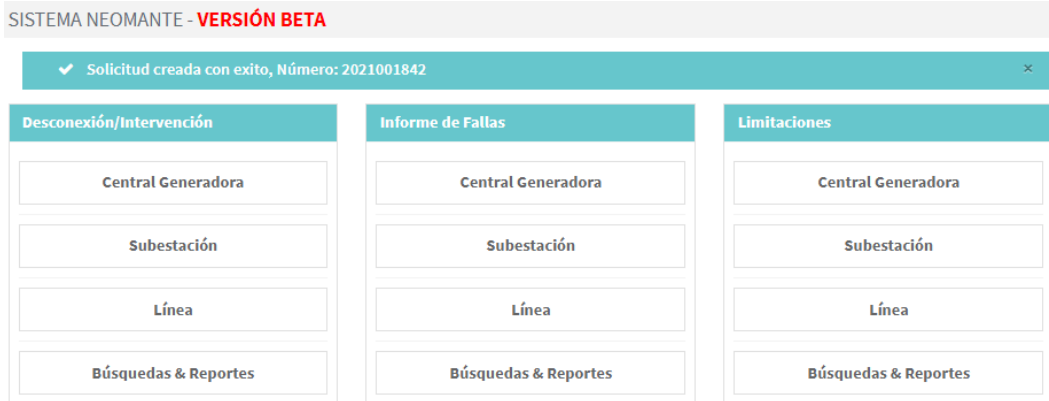 SISTEMA NEOMANTE - VERSIÓN BETA
✔ Solicitud creada con exito, Número: 2021001842 ×
Desconexión/Intervención
Central Generadora
Subestación
Línea
Búsquedas & Reportes
Informe de Fallas
Central Generadora
Subestación
Línea
Búsquedas & Reportes
Limitaciones
Central Generadora
Subestación
Línea
Búsquedas & Reportes